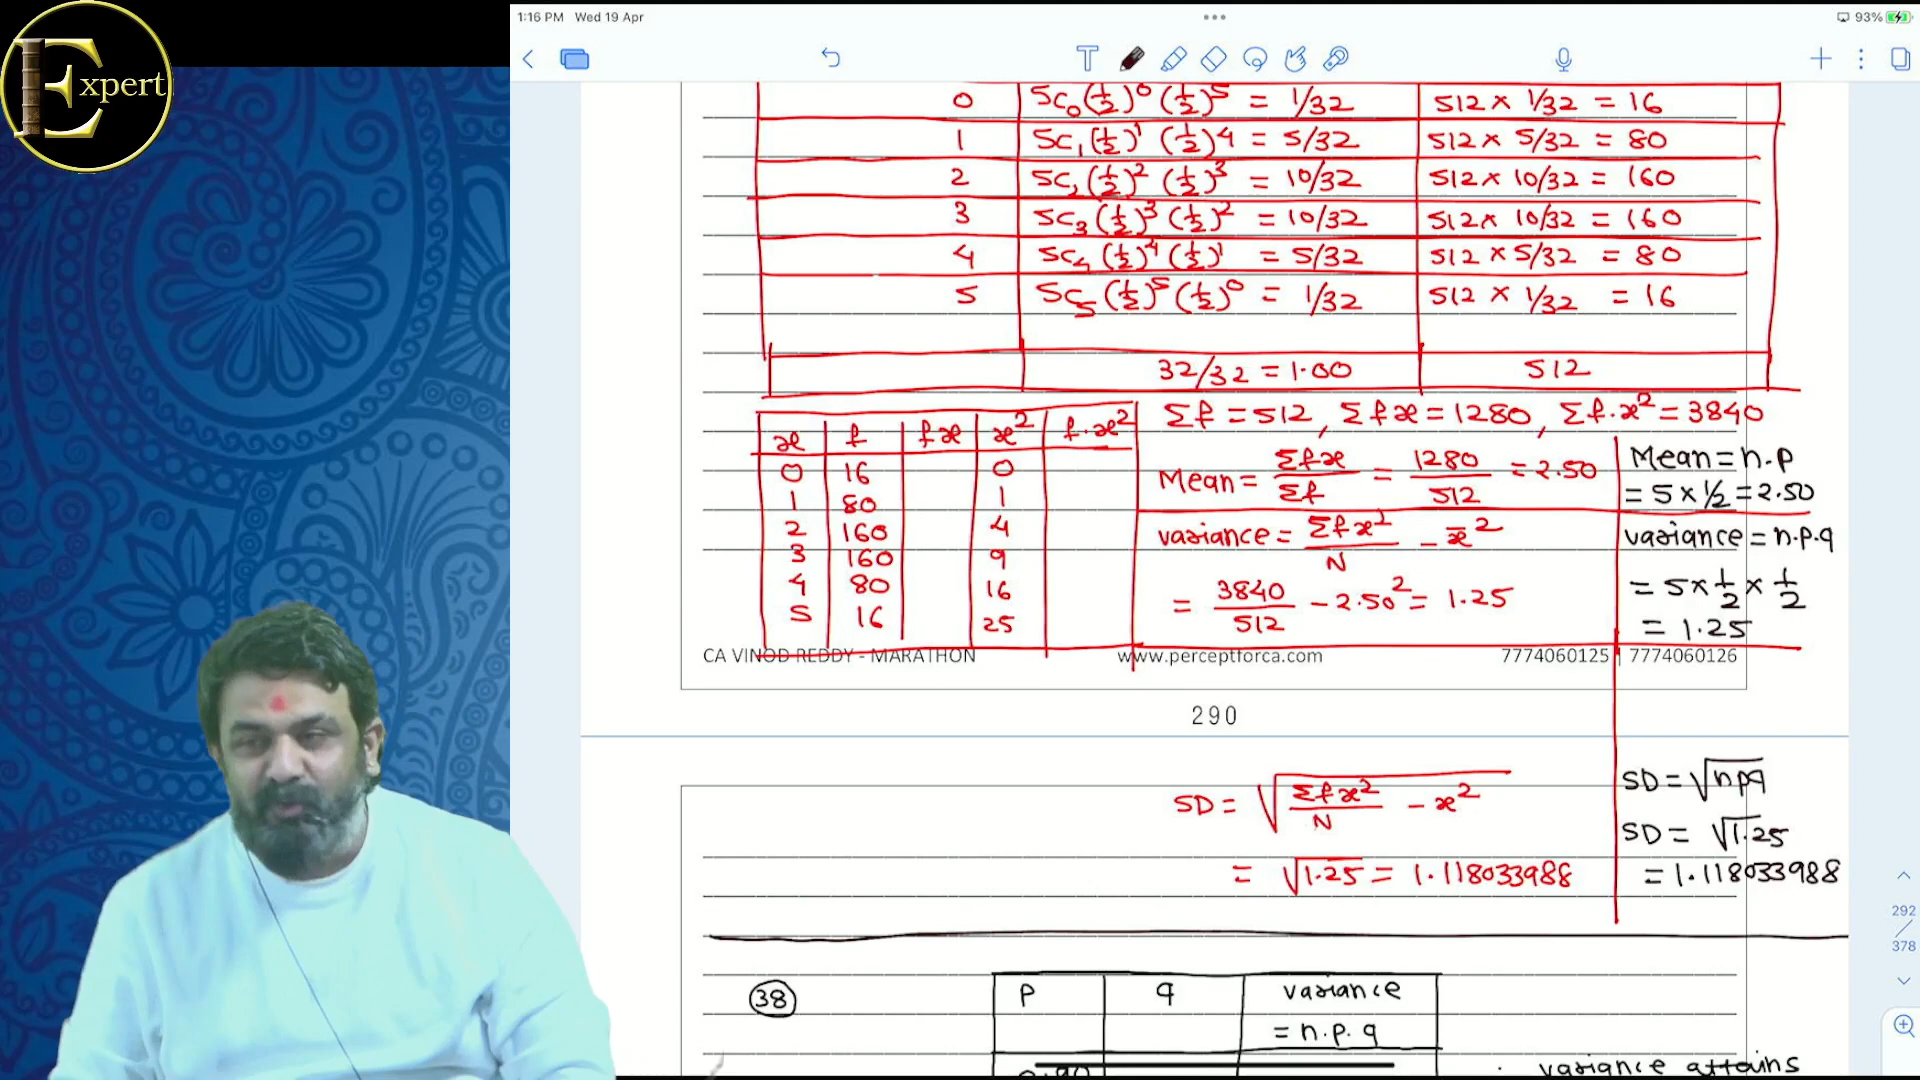 Expert
1:16 PM Wed 19 Apr
93%
0 5C₀(1/2)⁰(1/2)⁵ = 1/32 512 × 1/32 = 16
1 5C₁(1/2)¹(1/2)4 = 5/32 512 × 5/32 = 80
2 5C₂(1/2)²(1/2)³ = 10/32 512 × 10/32 = 160
3 5C₃(1/2)³(1/2)² = 10/32 512 × 10/32 = 160
4 5C₄(1/2)⁴(1/2)¹ = 5/32 512 × 5/32 = 80
5 5C₅(1/2)⁵(1/2)⁰ = 1/32 512 × 1/32 = 16
32/32 = 1.00 512
x f fx x² f.x²
0 16 0
1 80 1
2 160 4
3 160 9
4 80 16
5 16 25
Σf = 512, Σfx = 1280, Σf.x² = 3840
Mean = Σfx/Σf = 1280/512 = 2.50
variance = Σfx²/N - x̄²
= 3840/512 - 2.50² = 1.25
Mean = n.p
= 5 × 1/2 = 2.50
variance = n.p.q
= 5 × 1/2 × 1/2
= 1.25
CA VINOD REDDY - MARATHON www.perceptforca.com 7774060125 | 7774060126
290
SD = √Σfx²/N - x²
= √1.25 = 1.118033988
SD = √npq
SD = √1.25
= 1.118033988
292
378
38
p q variance
= n.p.q
variance attains